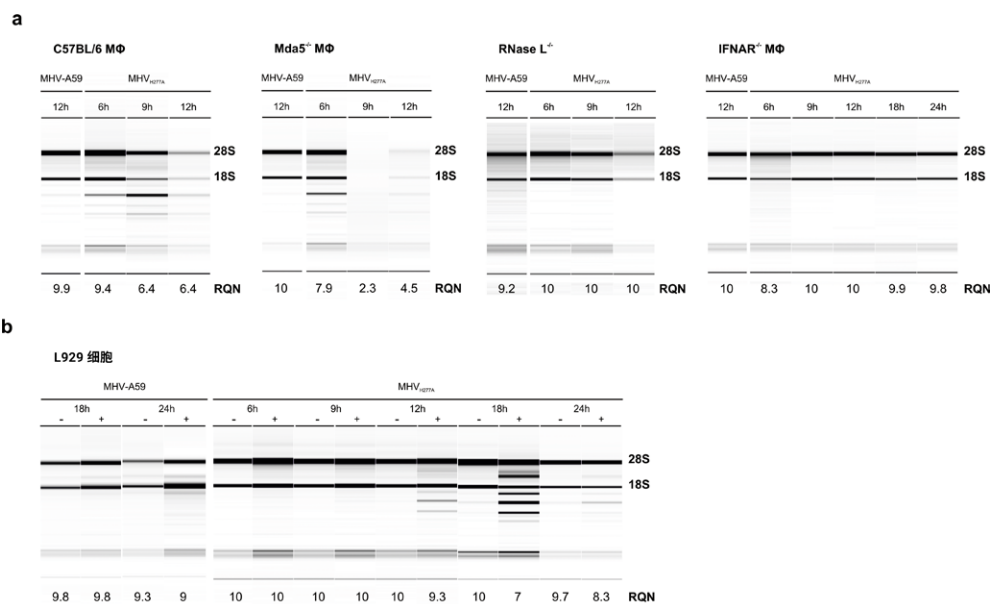 a
C57BL/6 MΦ Mda5-/- MΦ RNase L-/- IFNAR-/- MΦ
MHV-A59 MHVH277A MHV-A59 MHVH277A MHV-A59 MHVH277A MHV-A59 MHVH277A
12h 6h 9h 12h 12h 6h 9h 12h 12h 6h 9h 12h 12h 6h 9h 12h 18h 24h
28S 28S 28S 28S
18S 18S 18S 18S
9.9 9.4 6.4 6.4 RQN 10 7.9 2.3 4.5 RQN 9.2 10 10 10 RQN 10 8.3 10 10 9.9 9.8 RQN
b
L929 细胞
MHV-A59 MHVH277A
18h 24h 6h 9h 12h 18h 24h
- + - + - + - + - + - + - +
28S
18S
9.8 9.8 9.3 9 10 10 10 10 10 9.3 10 7 9.7 8.3 RQN